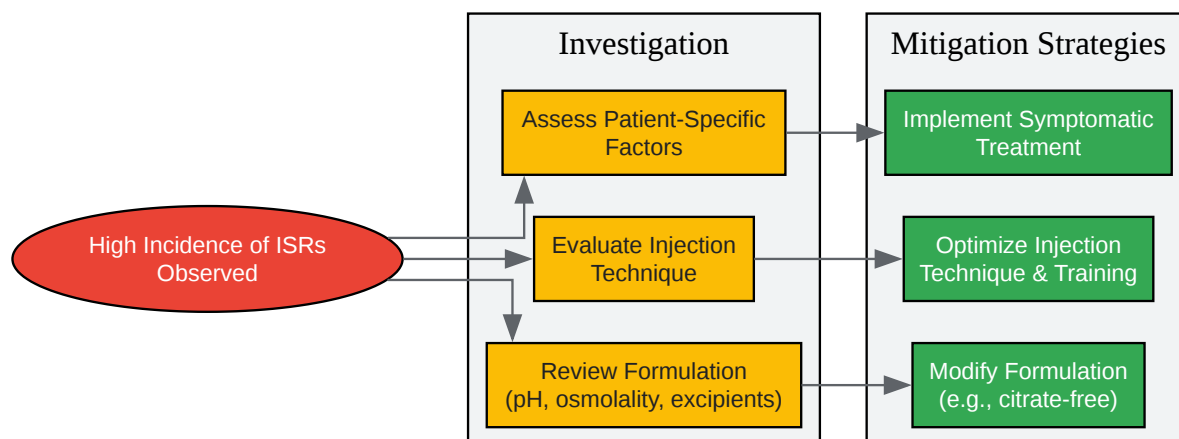 Investigation
Mitigation Strategies
Assess Patient-Specific
Factors
Implement Symptomatic
Treatment
High Incidence of ISRs
Observed
Evaluate Injection
Technique
Optimize Injection
Technique & Training
Review Formulation
(pH, osmolality, excipients)
Modify Formulation
(e.g., citrate-free)